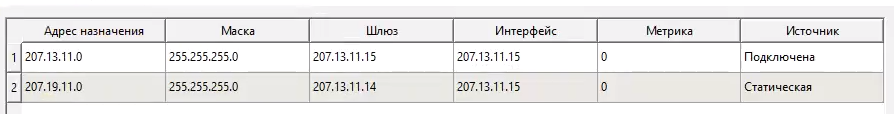 Адрес назначения Маска Шлюз Интерфейс Метрика Источник
1 207.13.11.0 255.255.255.0 207.13.11.15 207.13.11.15 0 Подключена
2 207.19.11.0 255.255.255.0 207.13.11.14 207.13.11.15 0 Статическая